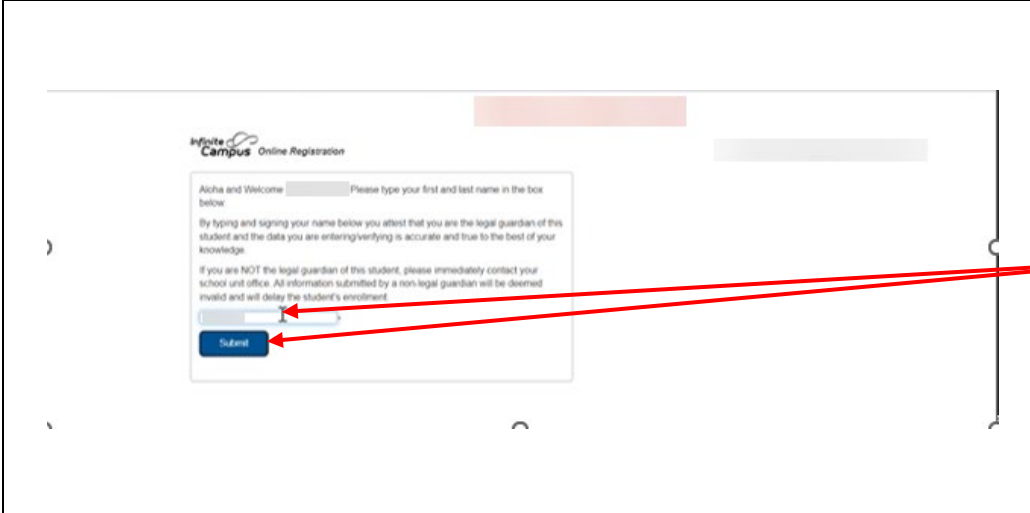 Infinite
Campus Online Registration
Aloha and Welcome Please type your first and last name in the box
below.
By typing and signing your name below you attest that you are the legal guardian of this
student and the data you are entering/verifying is accurate and true to the best of your
knowledge.
If you are NOT the legal guardian of this student, please immediately contact your
school unit office. All information submitted by a non-legal guardian will be deemed
invalid and will delay the student's enrollment.
Submit